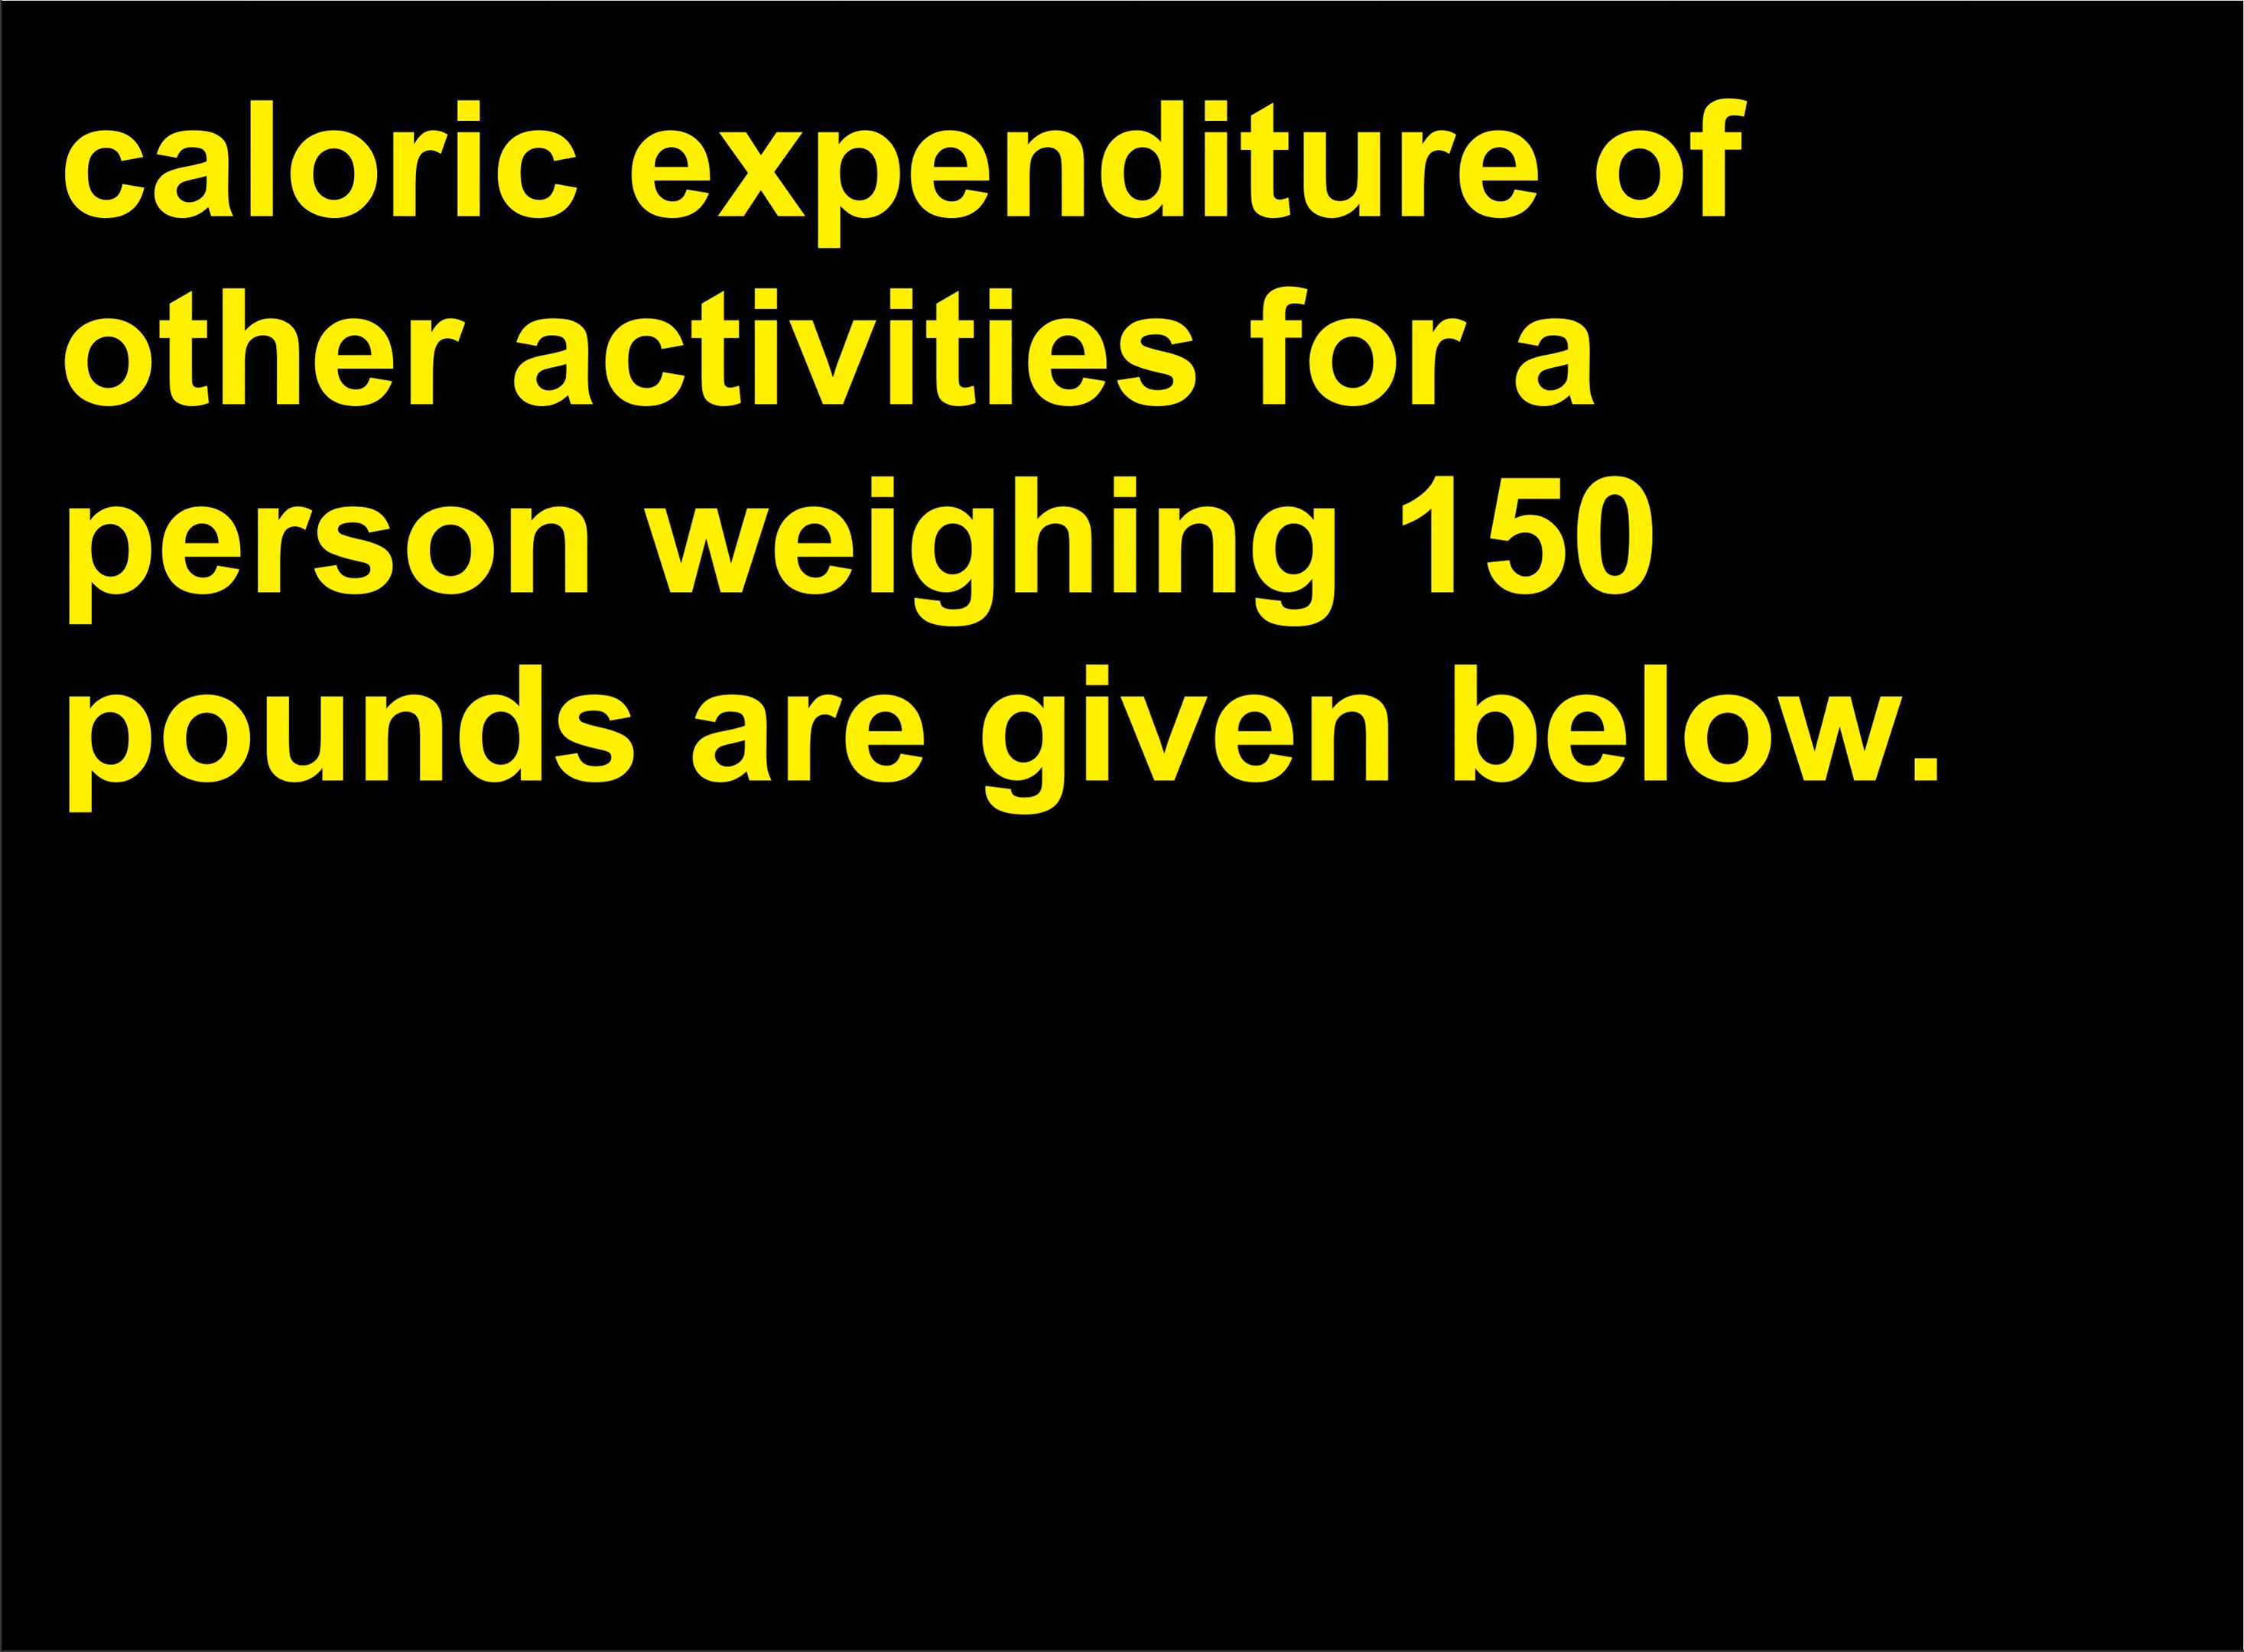 caloric expenditure of
other activities for a
person weighing 150
pounds are given below.